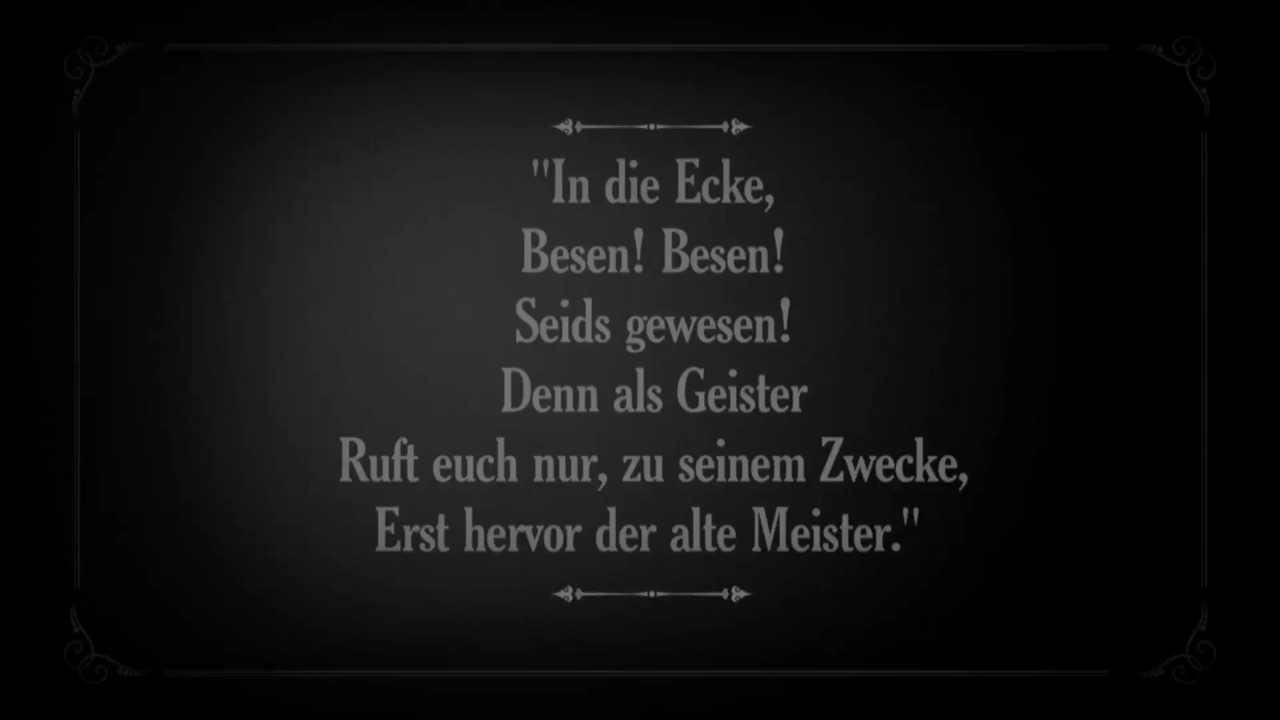 "In die Ecke,
Besen! Besen!
Seids gewesen!
Denn als Geister
Ruft euch nur, zu seinem Zwecke,
Erst hervor der alte Meister."